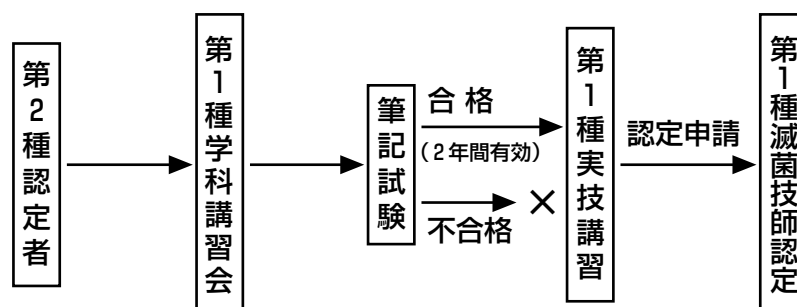 第2種認定者
第1種学科講習会
筆記試験
合格
（2年間有効）
不合格
×
第1種実技講習
認定申請
第1種滅菌技師認定